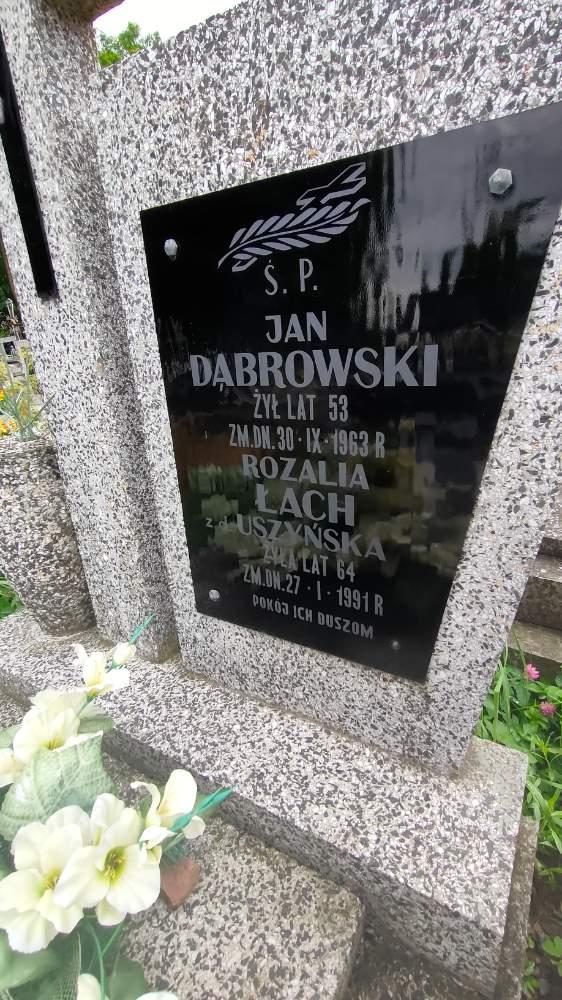 Ś. P.
JAN
DĄBROWSKI
ŻYŁ LAT 53
ZM. DN. 30 · IX · 1963 R
ROZALIA
ŁACH
z d. USZYŃSKA
ŻYŁA LAT 64
ZM. DN. 27 · I · 1991 R
POKÓJ ICH DUSZOM